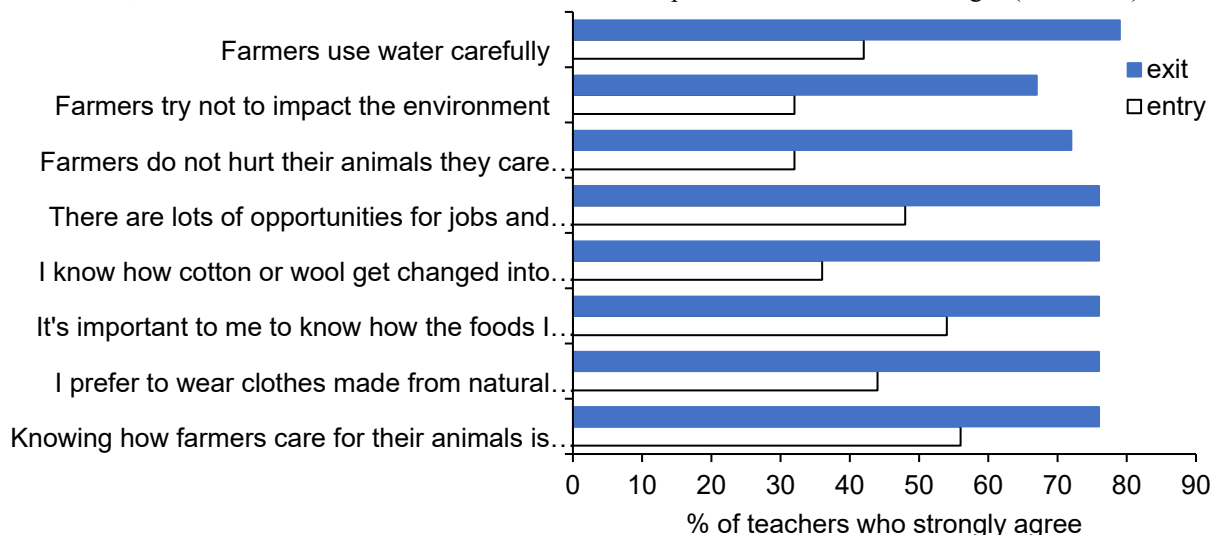 Farmers use water carefully
Farmers try not to impact the environment
Farmers do not hurt their animals they care…
There are lots of opportunities for jobs and…
I know how cotton or wool get changed into…
It's important to me to know how the foods I…
I prefer to wear clothes made from natural…
Knowing how farmers care for their animals is…
exit
entry
0 10 20 30 40 50 60 70 80 90
% of teachers who strongly agree